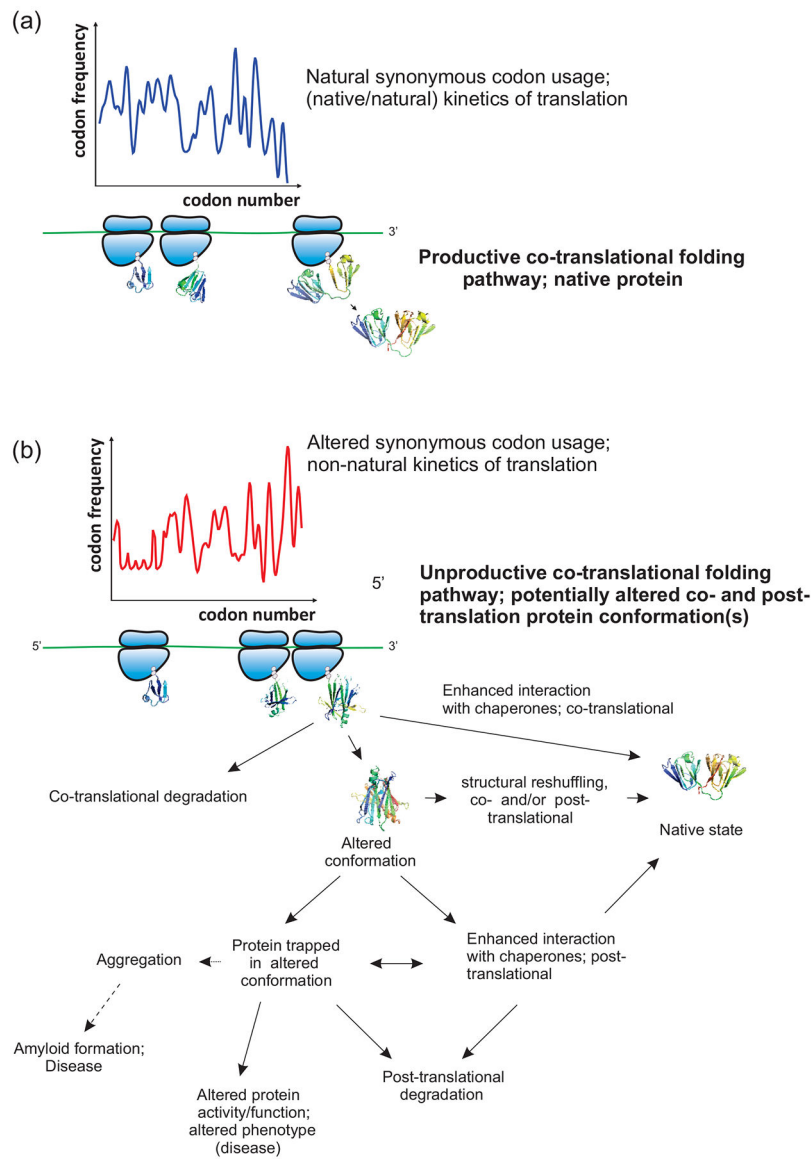 (a)
codon frequency
Natural synonymous codon usage;
(native/natural) kinetics of translation
codon number
3’
Productive co-translational folding
pathway; native protein
(b)
codon frequency
Altered synonymous codon usage;
non-natural kinetics of translation
5’
Unproductive co-translational folding
pathway; potentially altered co- and post-
translation protein conformation(s)
codon number
5’
3’
Enhanced interaction
with chaperones; co-translational
Co-translational degradation
structural reshuffling,
co- and/or post-
translational
Native state
Altered
conformation
Aggregation
Protein trapped
in altered
conformation
Enhanced interaction
with chaperones; post-
translational
Amyloid formation;
Disease
Post-translational
degradation
Altered protein
activity/function;
altered phenotype
(disease)